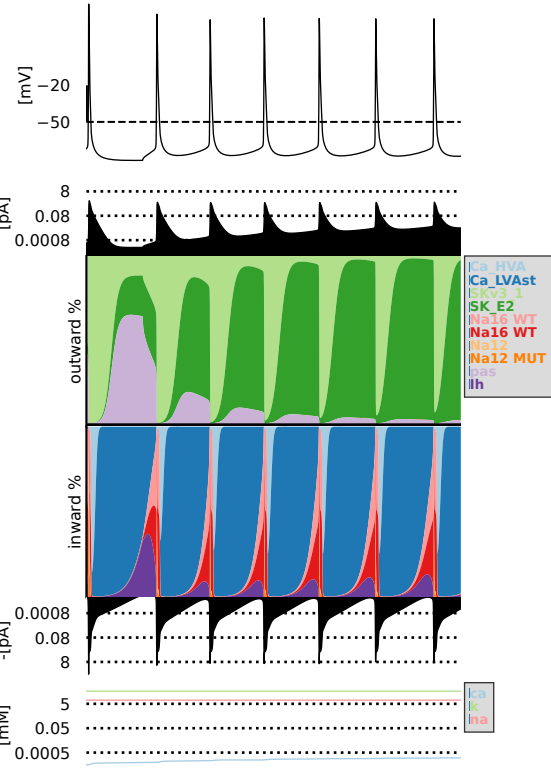 [mV]
−20
−50
[pA]
8
0.08
0.0008
outward %
Ca_HVA
Ca_LVAst
SKv3_1
SK_E2
Na16 WT
Na16 WT
Na12
Na12 MUT
pas
Ih
inward %
-[pA]
0.0008
0.08
8
[mM]
5
0.05
0.0005
ca
k
na